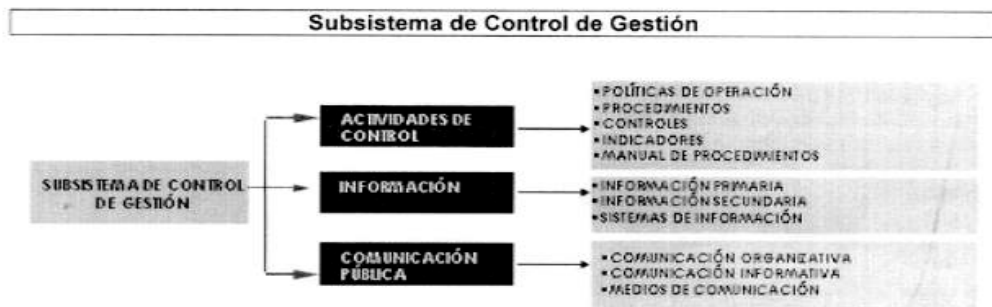 Subsistema de Control de Gestión
SUBSISTEMA DE CONTROL
DE GESTIÓN
ACTIVIDADES DE
CONTROL
▪POLÍTICAS DE OPERACIÓN
▪PROCEDIMIENTOS
▪CONTROLES
▪INDICADORES
▪MANUAL DE PROCEDIMIENTOS
INFORMACIÓN
▪INFORMACIÓN PRIMARIA
▪INFORMACIÓN SECUNDARIA
▪SISTEMAS DE INFORMACIÓN
COMUNICACIÓN
PÚBLICA
▪COMUNICACIÓN ORGANIZATIVA
▪COMUNICACIÓN INFORMATIVA
▪MEDIOS DE COMUNICACIÓN